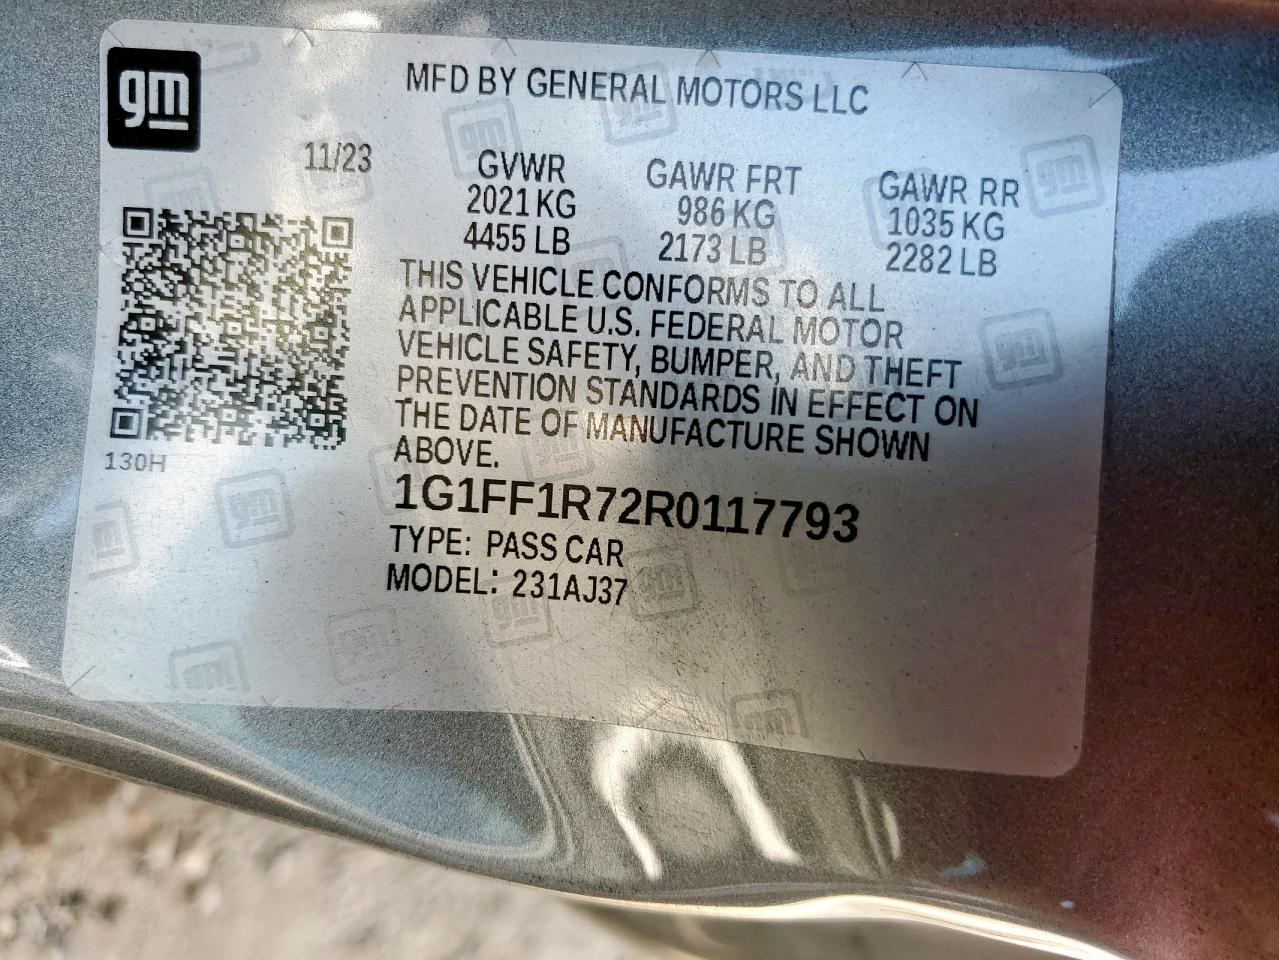 gm
MFD BY GENERAL MOTORS LLC
11/23
GVWR GAWR FRT GAWR RR
2021 KG 986 KG 1035 KG
4455 LB 2173 LB 2282 LB
THIS VEHICLE CONFORMS TO ALL
APPLICABLE U.S. FEDERAL MOTOR
VEHICLE SAFETY, BUMPER, AND THEFT
PREVENTION STANDARDS IN EFFECT ON
THE DATE OF MANUFACTURE SHOWN
ABOVE.
130H
1G1FF1R72R0117793
TYPE: PASS CAR
MODEL: 231AJ37